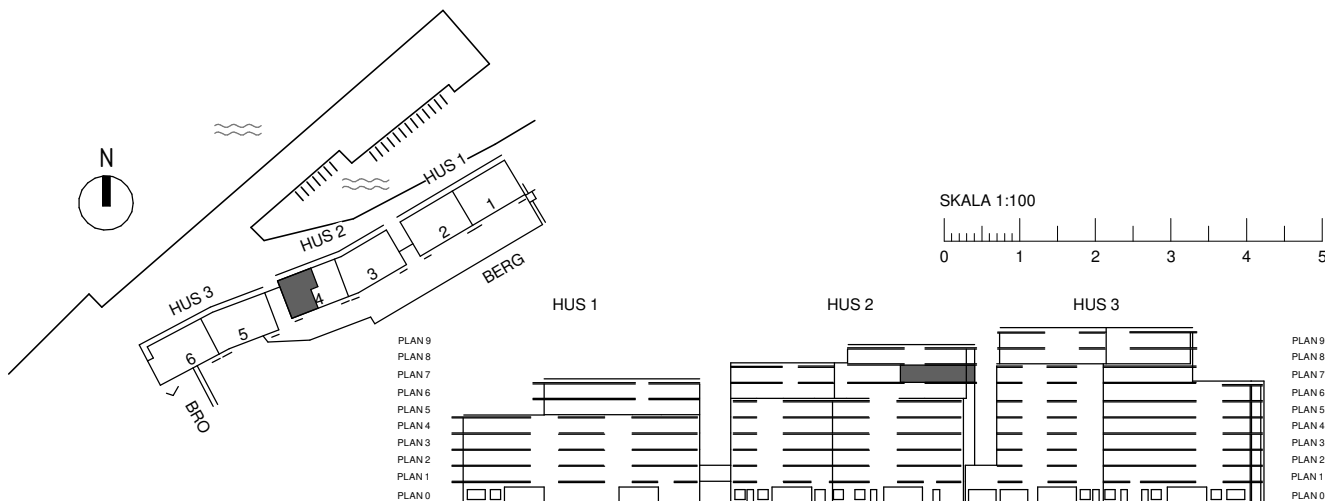 N
HUS 1
HUS 2
HUS 3
1
2
3
4
5
6
BERG
BRO
SKALA 1:100
0 1 2 3 4 5
HUS 1 HUS 2 HUS 3
PLAN 9 PLAN 9
PLAN 8 PLAN 8
PLAN 7 PLAN 7
PLAN 6 PLAN 6
PLAN 5 PLAN 5
PLAN 4 PLAN 4
PLAN 3 PLAN 3
PLAN 2 PLAN 2
PLAN 1 PLAN 1
PLAN 0 PLAN 0